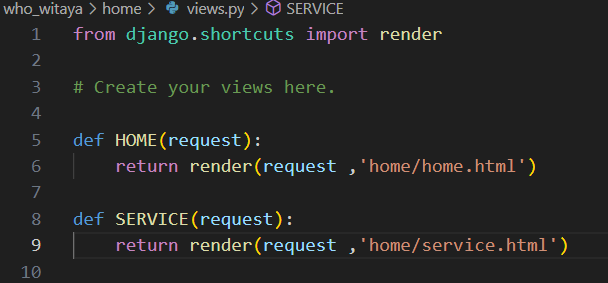 who_witaya > home > views.py > SERVICE
1 from django.shortcuts import render
2
3 # Create your views here.
4
5 def HOME(request):
6     return render(request ,'home/home.html')
7
8 def SERVICE(request):
9     return render(request ,'home/service.html')
10